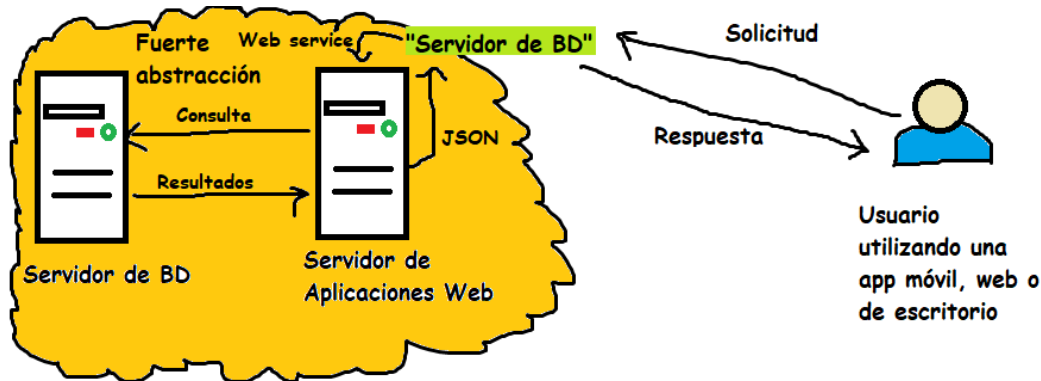 Fuerte
abstracción
Web service
"Servidor de BD"
Solicitud
Consulta
JSON
Respuesta
Resultados
Servidor de BD
Servidor de
Aplicaciones Web
Usuario
utilizando una
app móvil, web o
de escritorio